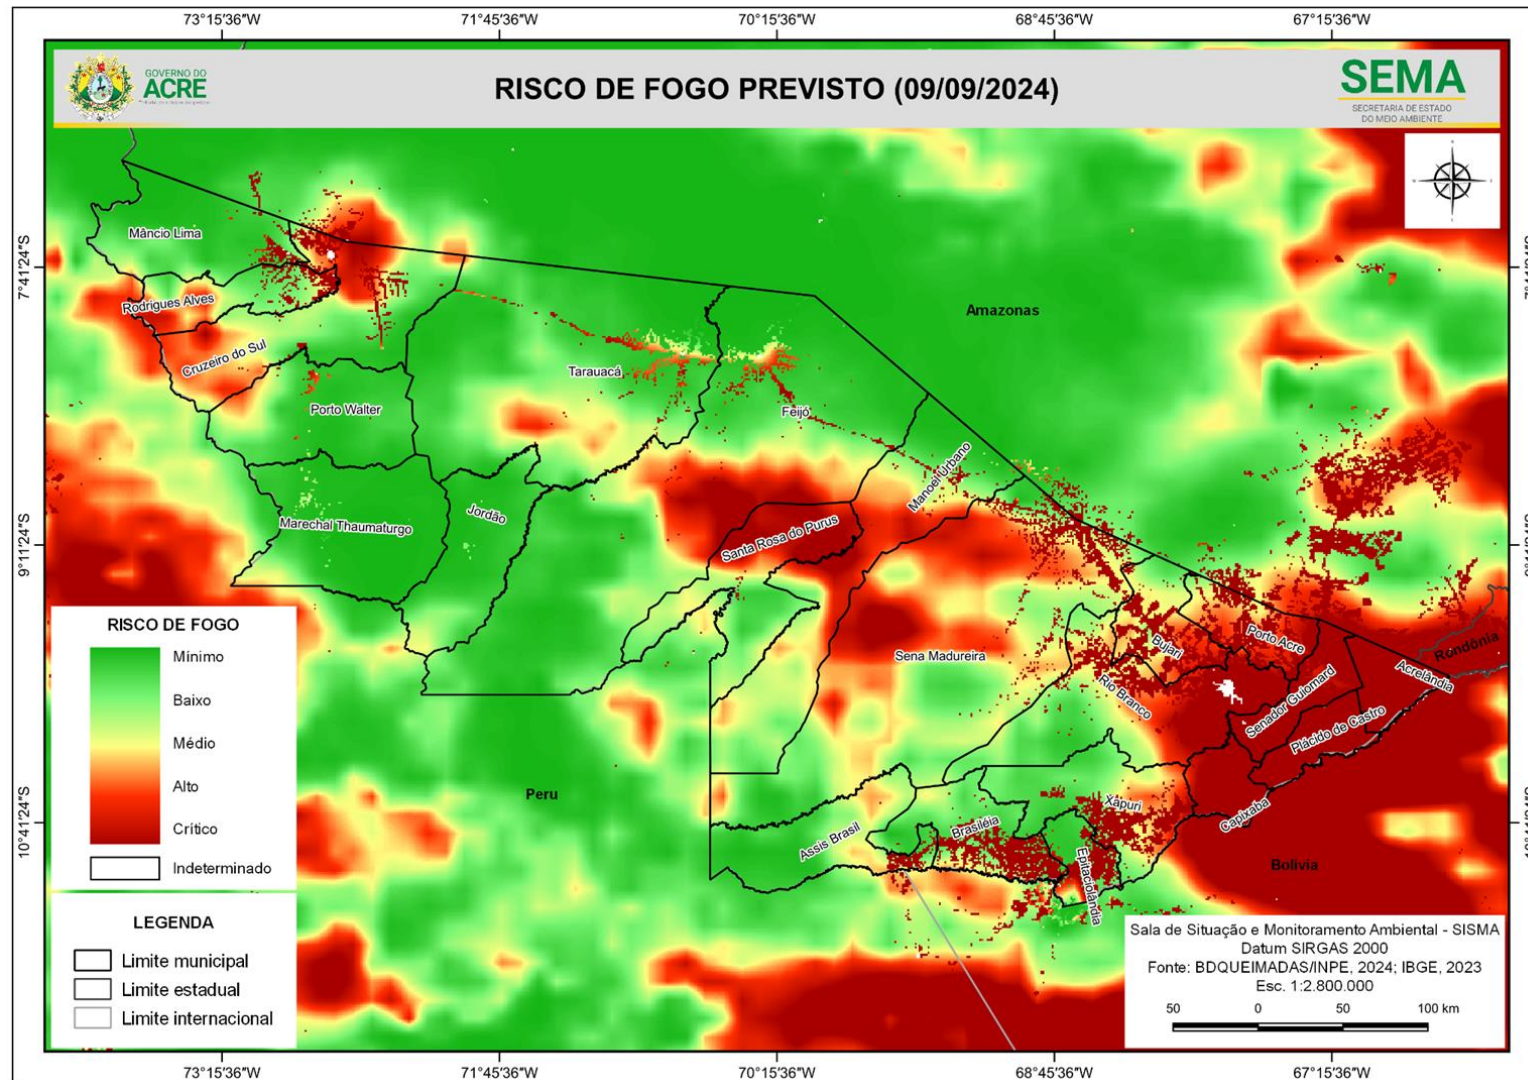 73°15'36"W 71°45'36"W 70°15'36"W 68°45'36"W 67°15'36"W
GOVERNO DO
ACRE
RISCO DE FOGO PREVISTO (09/09/2024)
SEMA
SECRETARIA DE ESTADO
DO MEIO AMBIENTE
Mâncio Lima
7°41'24"S
Rodrigues Alves
Cruzeiro do Sul
Amazonas
Tarauacá
Porto Walter
Feijó
Manoel Urbano
Marechal Thaumaturgo
Jordão
Santa Rosa do Purus
9°11'24"S
Sena Madureira
Bujari
Porto Acre
Rio Branco
Senador Guiomard
Acrelândia
Rondônia
Plácido de Castro
Peru
Xapuri
Capixaba
Assis Brasil
Brasiléia
Epitaciolândia
Bolivia
10°41'24"S
RISCO DE FOGO
Mínimo
Baixo
Médio
Alto
Crítico
Indeterminado
LEGENDA
Limite municipal
Limite estadual
Limite internacional
Sala de Situação e Monitoramento Ambiental - SISMA
Datum SIRGAS 2000
Fonte: BDQUEIMADAS/INPE, 2024; IBGE, 2023
Esc. 1:2.800.000
50 0 50 100 km
73°15'36"W 71°45'36"W 70°15'36"W 68°45'36"W 67°15'36"W